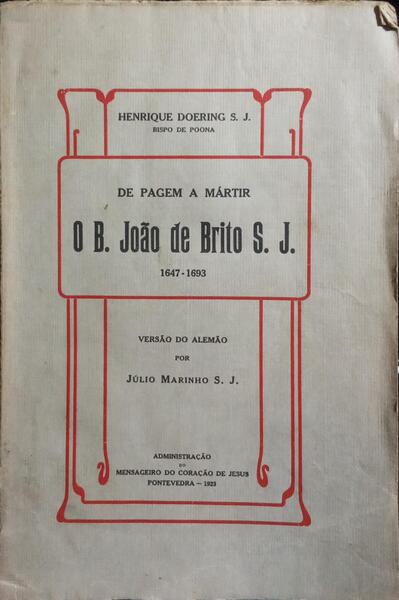 HENRIQUE DOERING S. J.
BISPO DE POONA
DE PAGEM A MÁRTIR
O B. João de Brito S. J.
1647-1693
VERSÃO DO ALEMÃO
POR
JÚLIO MARINHO S. J.
ADMINISTRAÇÃO
DO
MENSAGEIRO DO CORAÇÃO DE JESUS
PONTEVEDRA — 1923